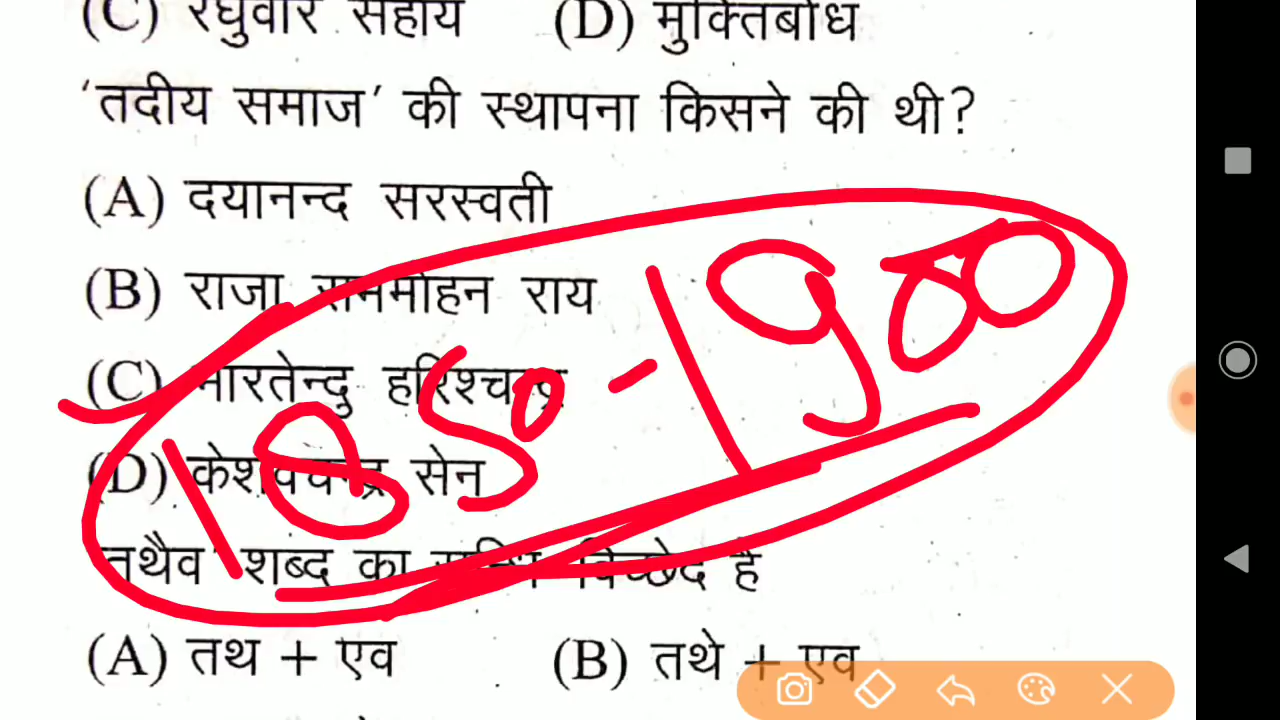 (C) रघुवीर सहाय (D) मुक्तिबोध
'तदीय समाज' की स्थापना किसने की थी?
(A) दयानन्द सरस्वती
(B) राजा राममोहन राय
(C) भारतेन्दु हरिश्चन्द्र
(D) केशवचन्द्र सेन
1850-1900
तथैव' शब्द का सन्धि विच्छेद है
(A) तथ + एव (B) तथे + एव